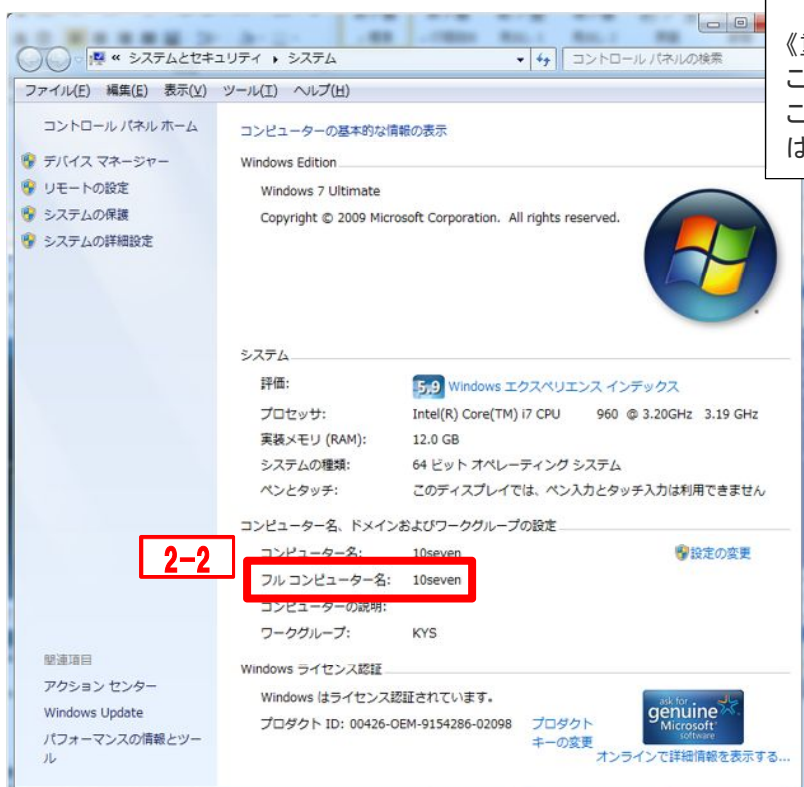 « システムとセキュリティ ▸ システム
コントロール パネルの検索
ファイル(F) 編集(E) 表示(V) ツール(T) ヘルプ(H)
こ
こ
は
コントロール パネル ホーム
デバイス マネージャー
リモートの設定
システムの保護
システムの詳細設定
コンピューターの基本的な情報の表示
Windows Edition
Windows 7 Ultimate
Copyright © 2009 Microsoft Corporation. All rights reserved.
システム
評価: 5.9 Windows エクスペリエンス インデックス
プロセッサ: Intel(R) Core(TM) i7 CPU 960 @ 3.20GHz 3.19 GHz
実装メモリ (RAM): 12.0 GB
システムの種類: 64 ビット オペレーティング システム
ペンとタッチ: このディスプレイでは、ペン入力とタッチ入力は利用できません
コンピューター名、ドメインおよびワークグループの設定
コンピューター名: 10seven 設定の変更
2-2
フル コンピューター名: 10seven
コンピューターの説明:
ワークグループ: KYS
Windows ライセンス認証
Windows はライセンス認証されています。
プロダクト ID: 00426-OEM-9154286-02098 プロダクト
キーの変更
ask for
genuine
Microsoft
software
オンラインで詳細情報を表示する...
関連項目
アクション センター
Windows Update
パフォーマンスの情報とツー
ル